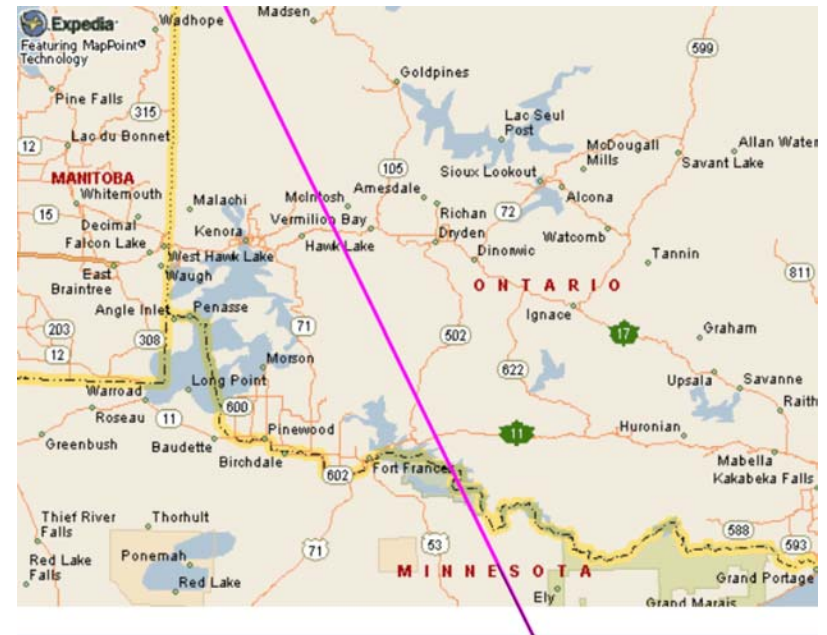 Expedia
Featuring MapPoint®
Technology
Wadhope
Madsen
599
Goldpines
Pine Falls
315
Lac Seul
Post
Lac du Bonnet
12
McDougall
Mills
Allan Water
Savant Lake
MANITOBA
105
Sioux Lookout
Whitemouth
Malachi
McIntosh
Amesdale
Alcona
15
Decimal
Vermilion Bay
Richan
72
Kenora
Falcon Lake
Hawk Lake
Dryden
Watcomb
West Hawk Lake
Dinorwic
Tannin
East
Braintree
Waugh
ONTARIO
811
Angle Inlet
Penasse
Ignace
203
308
71
502
17
Graham
12
Morson
622
Warroad
Long Point
Upsala
Savanne
Roseau
11
600
Raith
Greenbush
Baudette
Pinewood
11
Huronian
Birchdale
602
Fort Frances
Mabella
Kakabeka Falls
Thief River
Falls
Thorhult
588
71
53
593
Red Lake
Falls
Ponemah
Red Lake
MINNESOTA
Ely
Grand Portage
Grand Marais